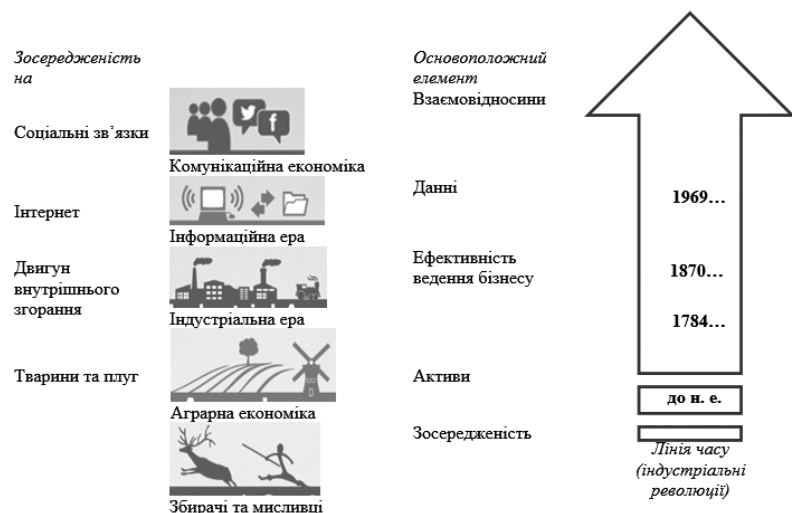 Зосередженість
на
Основоположний
елемент
Взаємовідносини
Соціальні зв’язки
Комунікаційна економіка
Данні
1969…
Інтернет
Інформаційна ера
Двигун
внутрішнього
згорання
Ефективність
ведення бізнесу
1870…
Індустріальна ера
1784…
Тварини та плуг
Активи
до н. е.
Аграрна економіка
Зосередженість
Лінія часу
(індустріальні
революції)
Збирачі та мисливці